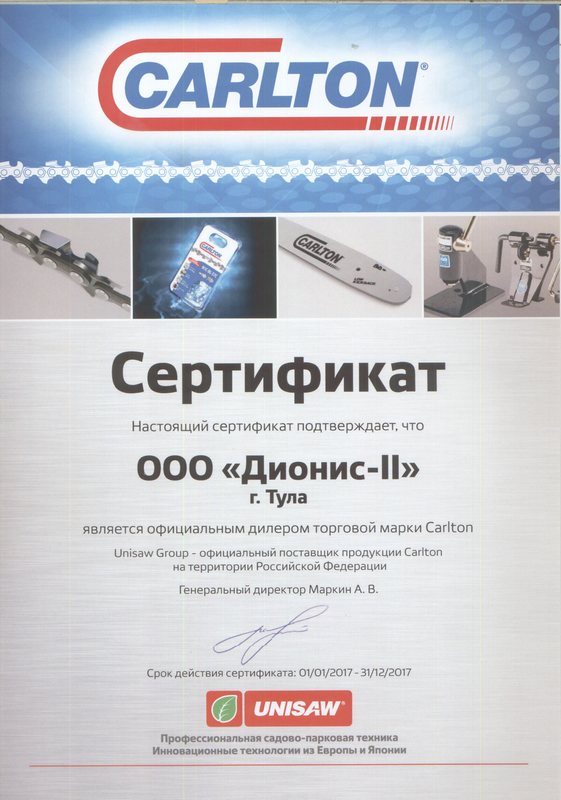 CARLTON®
CARLTON
CARLTON
Сертификат
Настоящий сертификат подтверждает, что
ООО «Дионис-II»
г. Тула
является официальным дилером торговой марки Carlton
Unisaw Group - официальный поставщик продукции Carlton
на территории Российской Федерации
Генеральный директор Маркин А. В.
Срок действия сертификата: 01/01/2017 - 31/12/2017
UNISAW®
Профессиональная садово-парковая техника
Инновационные технологии из Европы и Японии